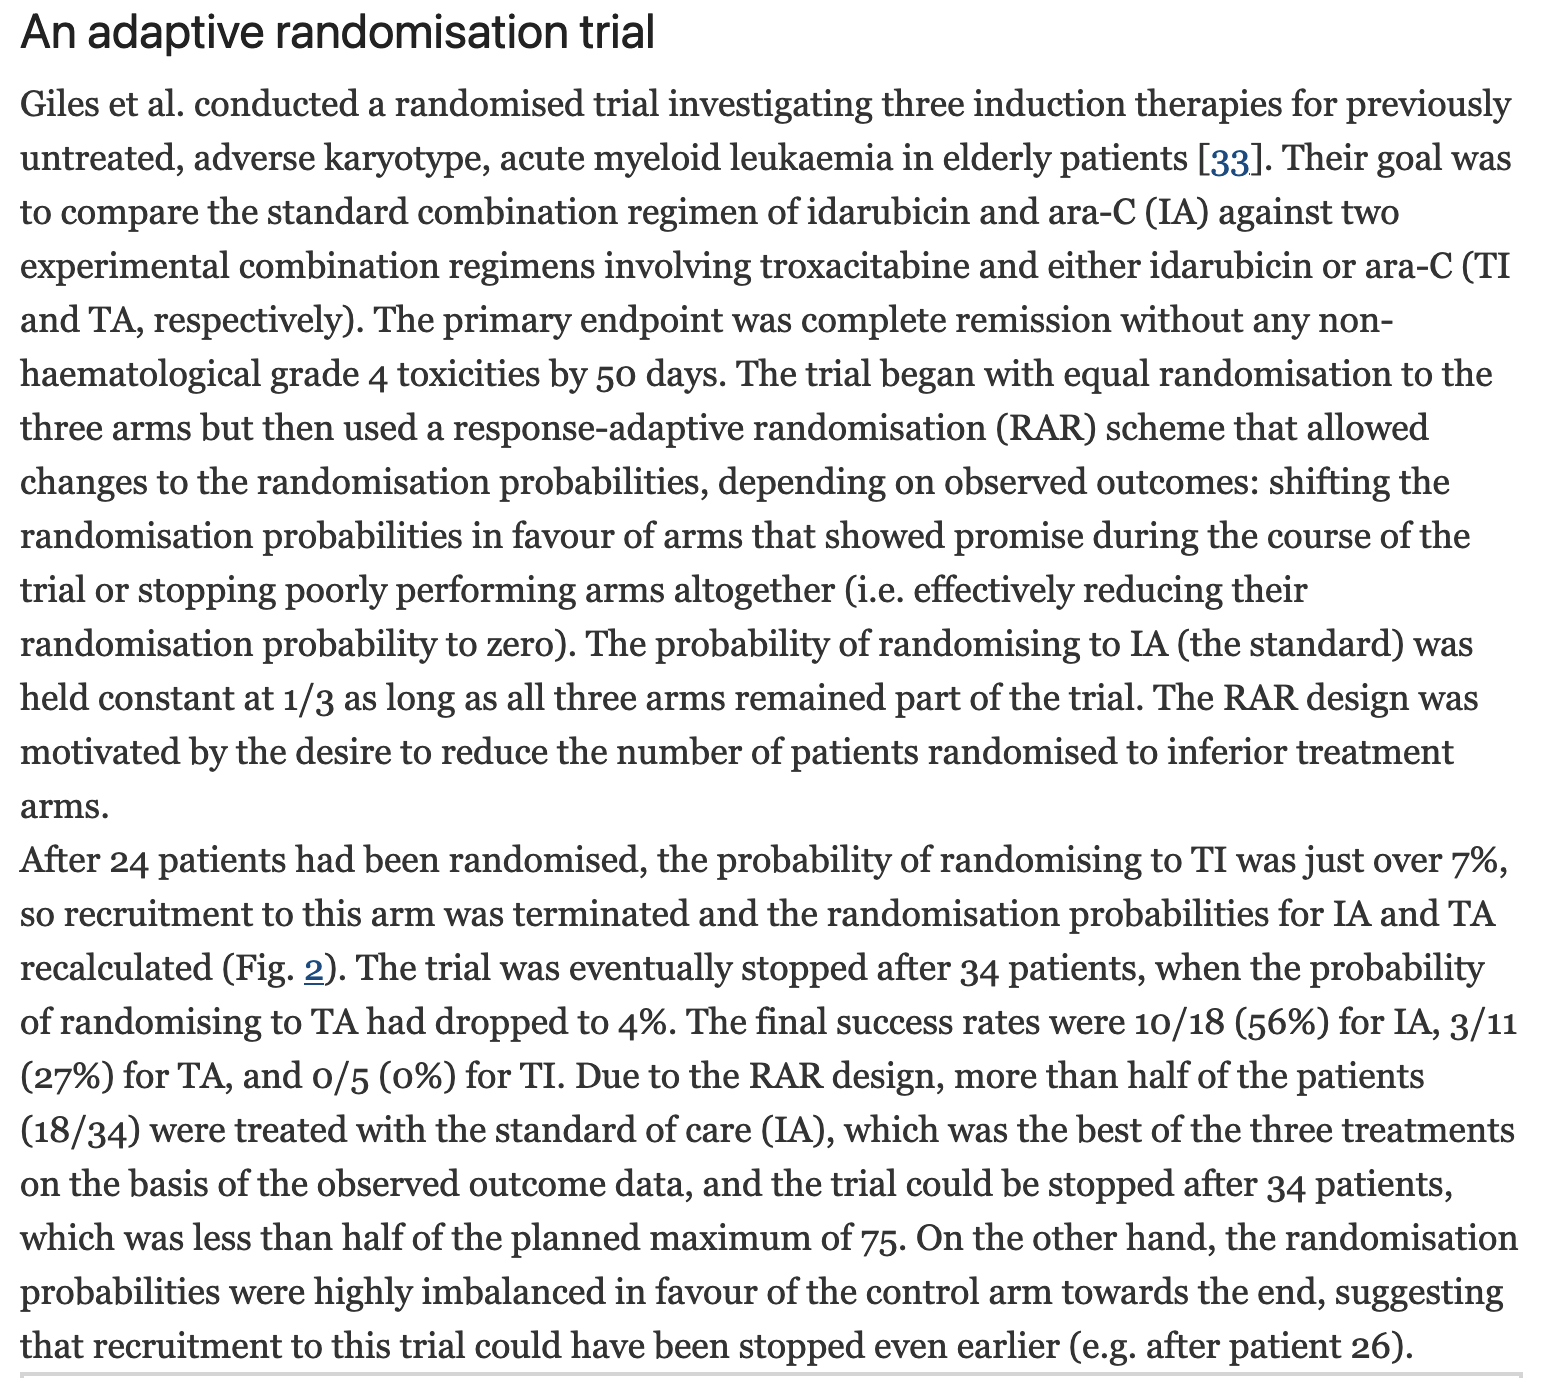 An adaptive randomisation trial
Giles et al. conducted a randomised trial investigating three induction therapies for previously
untreated, adverse karyotype, acute myeloid leukaemia in elderly patients [33]. Their goal was
to compare the standard combination regimen of idarubicin and ara-C (IA) against two
experimental combination regimens involving troxacitabine and either idarubicin or ara-C (TI
and TA, respectively). The primary endpoint was complete remission without any non-
haematological grade 4 toxicities by 50 days. The trial began with equal randomisation to the
three arms but then used a response-adaptive randomisation (RAR) scheme that allowed
changes to the randomisation probabilities, depending on observed outcomes: shifting the
randomisation probabilities in favour of arms that showed promise during the course of the
trial or stopping poorly performing arms altogether (i.e. effectively reducing their
randomisation probability to zero). The probability of randomising to IA (the standard) was
held constant at 1/3 as long as all three arms remained part of the trial. The RAR design was
motivated by the desire to reduce the number of patients randomised to inferior treatment
arms.
After 24 patients had been randomised, the probability of randomising to TI was just over 7%,
so recruitment to this arm was terminated and the randomisation probabilities for IA and TA
recalculated (Fig. 2). The trial was eventually stopped after 34 patients, when the probability
of randomising to TA had dropped to 4%. The final success rates were 10/18 (56%) for IA, 3/11
(27%) for TA, and 0/5 (0%) for TI. Due to the RAR design, more than half of the patients
(18/34) were treated with the standard of care (IA), which was the best of the three treatments
on the basis of the observed outcome data, and the trial could be stopped after 34 patients,
which was less than half of the planned maximum of 75. On the other hand, the randomisation
probabilities were highly imbalanced in favour of the control arm towards the end, suggesting
that recruitment to this trial could have been stopped even earlier (e.g. after patient 26).